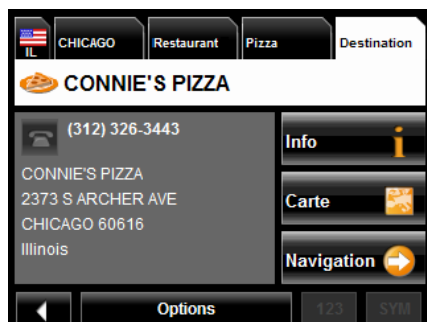 IL CHICAGO Restaurant Pizza Destination
CONNIE'S PIZZA
(312) 326-3443
CONNIE'S PIZZA
2373 S ARCHER AVE
CHICAGO 60616
Illinois
Info
Carte
Navigation
Options 123 SYM